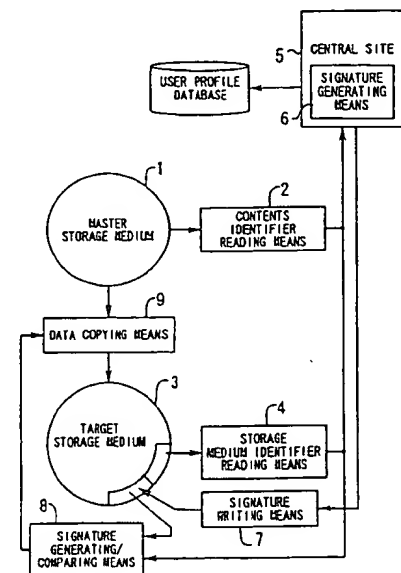 5
CENTRAL SITE
SIGNATURE
GENERATING
MEANS
6
USER PROFILE
DATABASE
1
MASTER
STORAGE MEDIUM
2
CONTENTS
IDENTIFIER
READING MEANS
9
DATA COPYING MEANS
3
TARGET
STORAGE MEDIUM
4
STORAGE
MEDIUM IDENTIFIER
READING MEANS
SIGNATURE
WRITING MEANS
7
8
SIGNATURE
GENERATING/
COMPARING MEANS